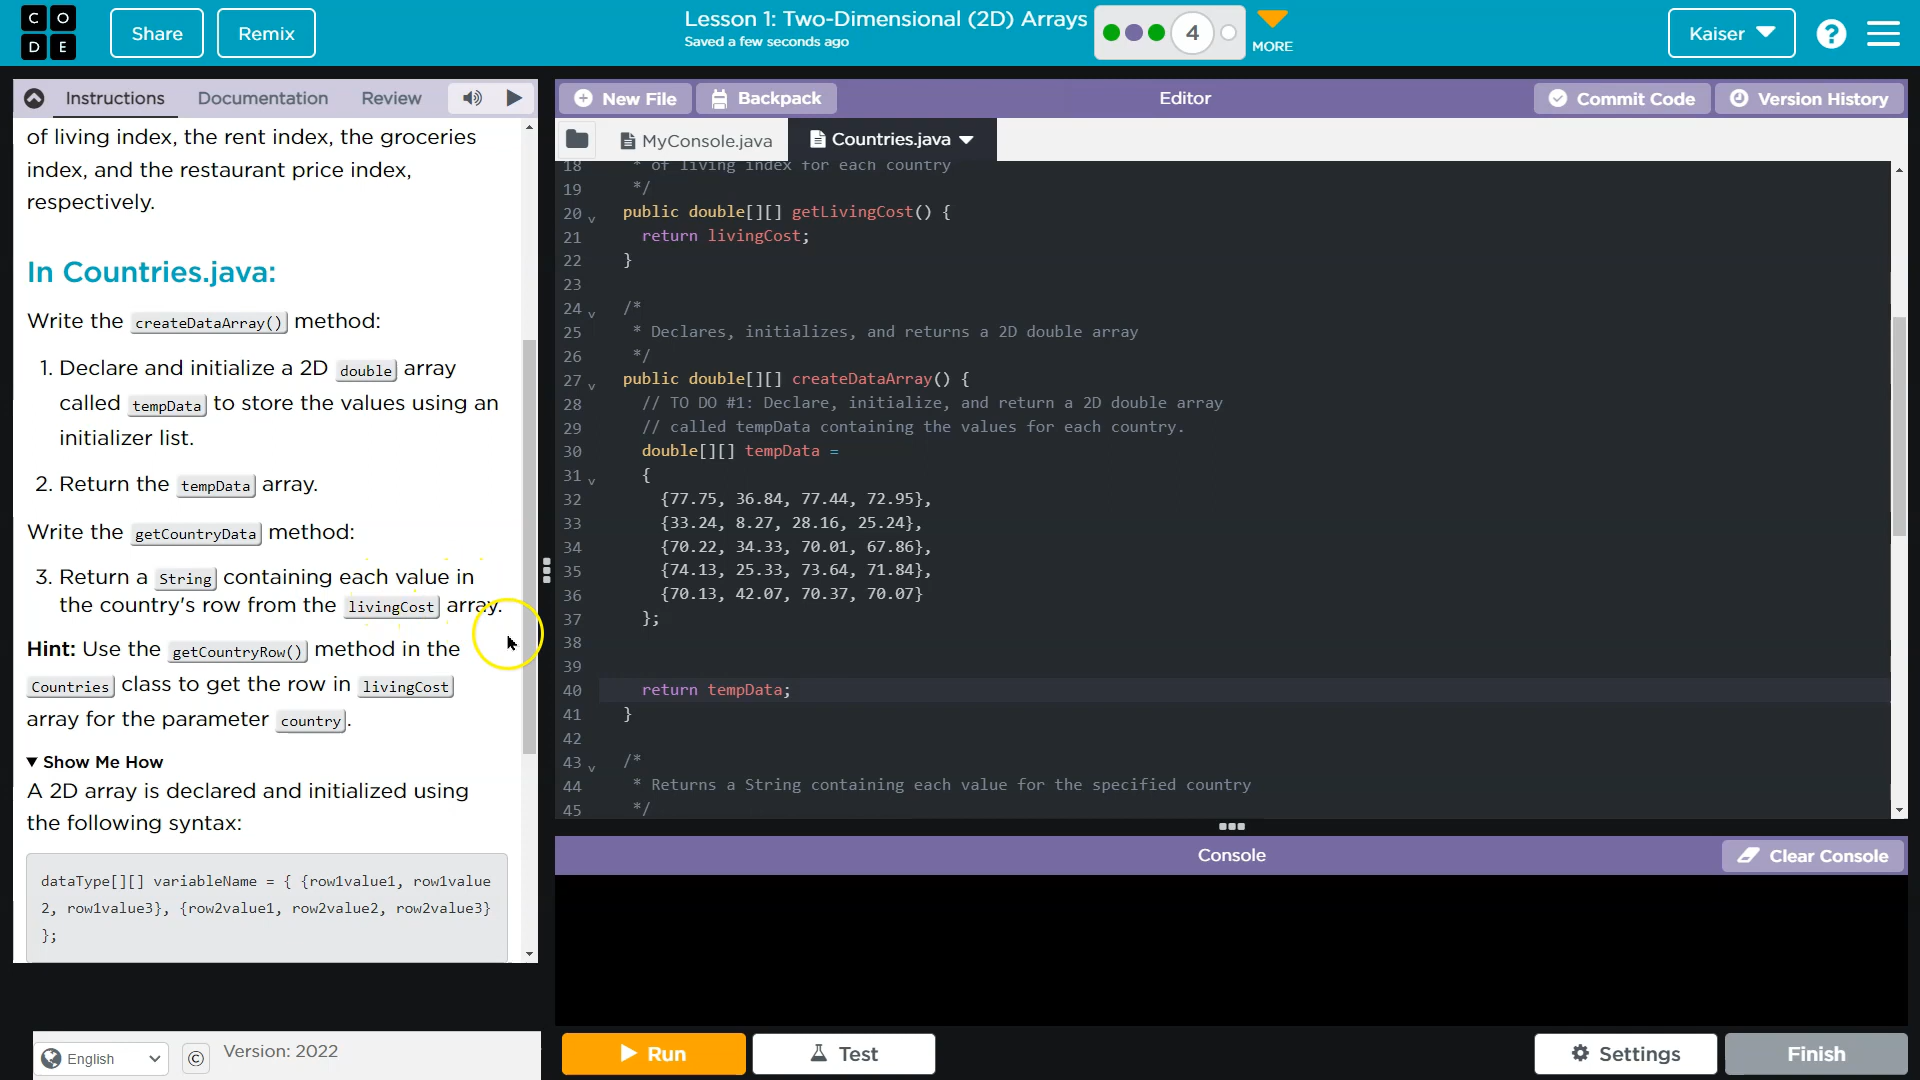 CODE
Share
Remix
Lesson 1: Two-Dimensional (2D) Arrays
Saved a few seconds ago
4
MORE
Kaiser
?
Instructions
Documentation
Review
of living index, the rent index, the groceries
index, and the restaurant price index,
respectively.
In Countries.java:
Write the createDataArray() method:
1. Declare and initialize a 2D double array
called tempData to store the values using an
initializer list.
2. Return the tempData array.
Write the getCountryData method:
3. Return a String containing each value in
the country's row from the livingCost array.
Hint: Use the getCountryRow() method in the
Countries class to get the row in livingCost
array for the parameter country.
▼ Show Me How
A 2D array is declared and initialized using
the following syntax:
dataType[][] variableName = { {row1value1, row1value
2, row1value3}, {row2value1, row2value2, row2value3}
};
English
©
Version: 2022
New File
Backpack
Editor
Commit Code
Version History
MyConsole.java
Countries.java
18 * of living index for each country
19 */
20 public double[][] getLivingCost() {
21 return livingCost;
22 }
23
24 /*
25 * Declares, initializes, and returns a 2D double array
26 */
27 public double[][] createDataArray() {
28 // TO DO #1: Declare, initialize, and return a 2D double array
29 // called tempData containing the values for each country.
30 double[][] tempData =
31 {
32 {77.75, 36.84, 77.44, 72.95},
33 {33.24, 8.27, 28.16, 25.24},
34 {70.22, 34.33, 70.01, 67.86},
35 {74.13, 25.33, 73.64, 71.84},
36 {70.13, 42.07, 70.37, 70.07}
37 };
38
39
40 return tempData;
41 }
42
43 /*
44 * Returns a String containing each value for the specified country
45 */
Console
Clear Console
Run
Test
Settings
Finish